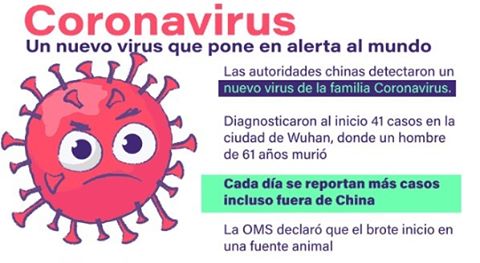 Coronavirus
Un nuevo virus que pone en alerta al mundo
Las autoridades chinas detectaron un
nuevo virus de la familia Coronavirus.
Diagnosticaron al inicio 41 casos en la
ciudad de Wuhan, donde un hombre
de 61 años murió
Cada día se reportan más casos
incluso fuera de China
La OMS declaró que el brote inicio en
una fuente animal